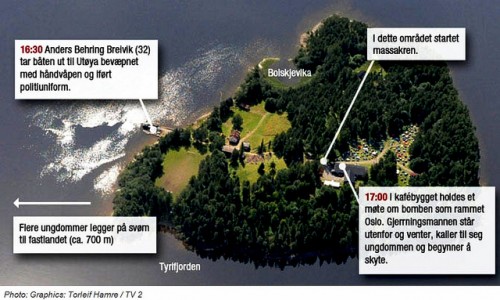 16:30 Anders Behring Breivik (32)
tar båten ut til Utøya bevæpnet
med håndvåpen og iført
politiuniform.
I dette området startet
massakren.
Bolskjevika
17:00 I kafébygget holdes et
møte om bomben som rammet
Oslo. Gjerningsmannen står
utenfor og venter, kaller til seg
ungdommen og begynner å
skyte.
Flere ungdommer legger på svøm
til fastlandet (ca. 700 m)
Tyrifjorden
Photo: Graphics: Torleif Hamre / TV 2